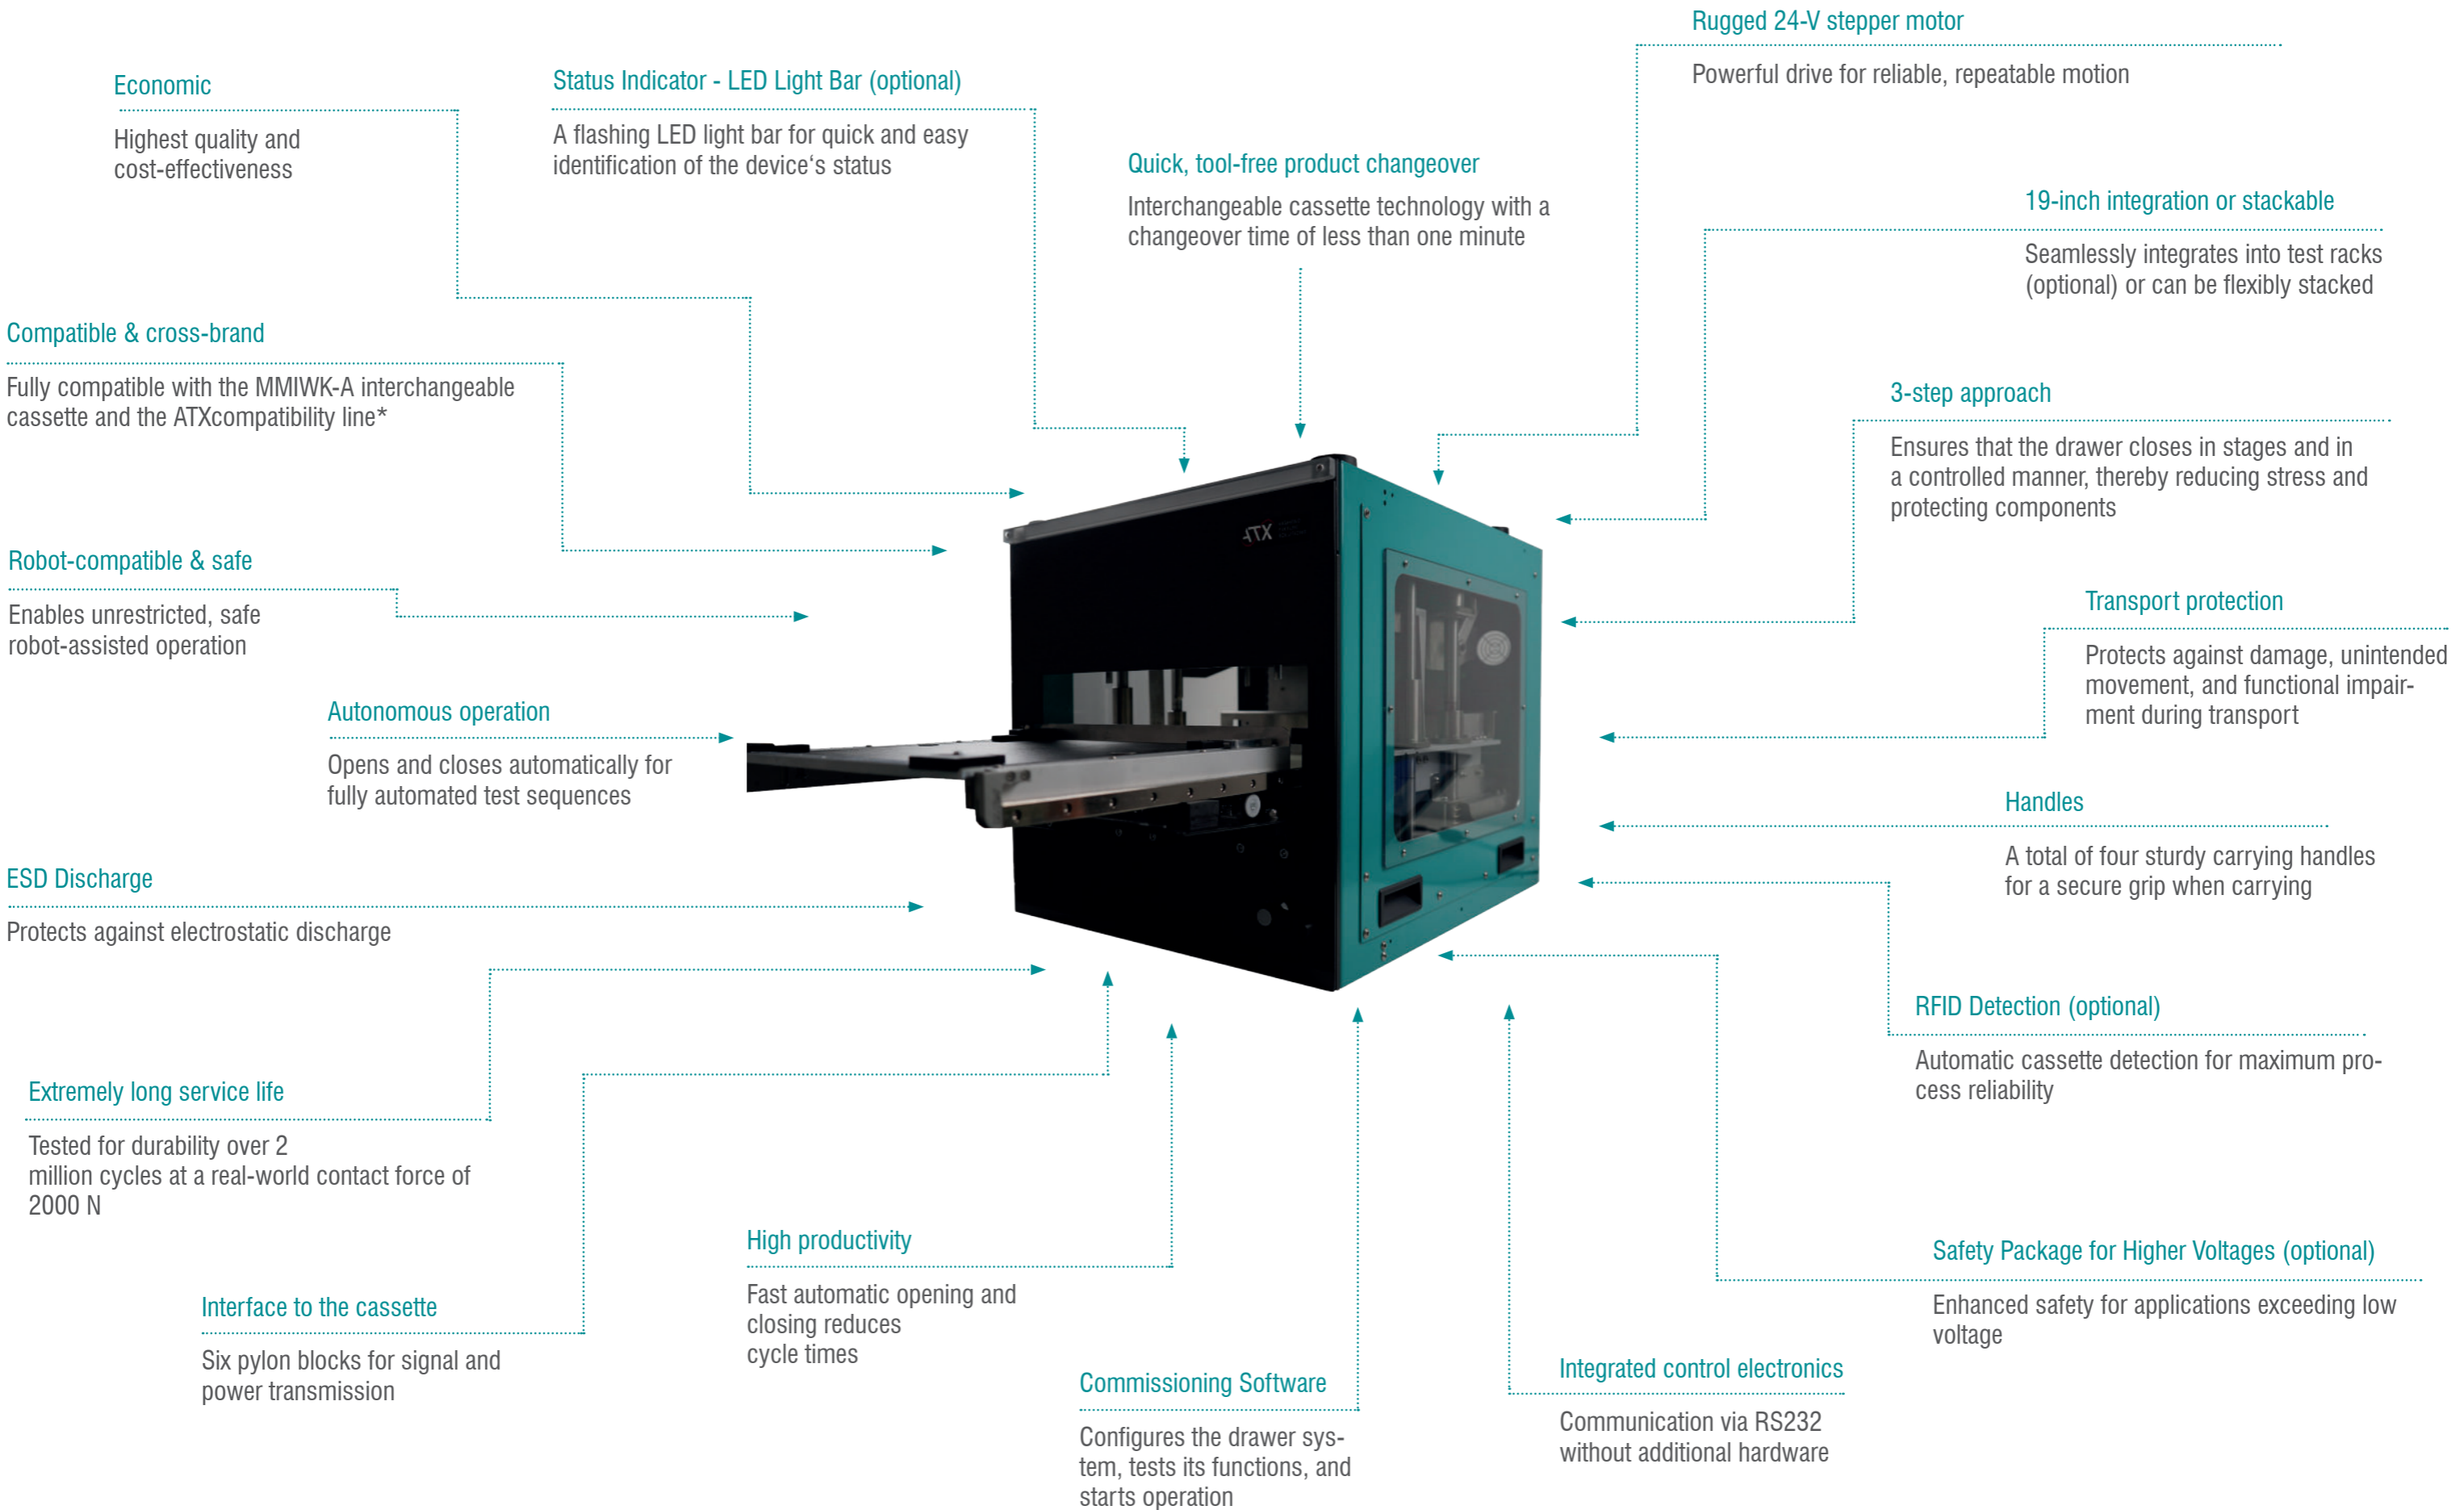 Rugged 24-V stepper motor
Powerful drive for reliable, repeatable motion
Economic
Highest quality and
cost-effectiveness
Status Indicator - LED Light Bar (optional)
A flashing LED light bar for quick and easy
identification of the device‘s status
Quick, tool-free product changeover
Interchangeable cassette technology with a
changeover time of less than one minute
19-inch integration or stackable
Seamlessly integrates into test racks
(optional) or can be flexibly stacked
Compatible & cross-brand
Fully compatible with the MMIWK-A interchangeable
cassette and the ATXcompatibility line*
3-step approach
Ensures that the drawer closes in stages and in
a controlled manner, thereby reducing stress and
protecting components
ATX
Robot-compatible & safe
Enables unrestricted, safe
robot-assisted operation
Transport protection
Protects against damage, unintended
movement, and functional impair-
ment during transport
Autonomous operation
Opens and closes automatically for
fully automated test sequences
Handles
A total of four sturdy carrying handles
for a secure grip when carrying
ESD Discharge
Protects against electrostatic discharge
RFID Detection (optional)
Automatic cassette detection for maximum pro-
cess reliability
Extremely long service life
Tested for durability over 2
million cycles at a real-world contact force of
2000 N
High productivity
Fast automatic opening and
closing reduces
cycle times
Safety Package for Higher Voltages (optional)
Enhanced safety for applications exceeding low
voltage
Interface to the cassette
Six pylon blocks for signal and
power transmission
Commissioning Software
Configures the drawer sys-
tem, tests its functions, and
starts operation
Integrated control electronics
Communication via RS232
without additional hardware